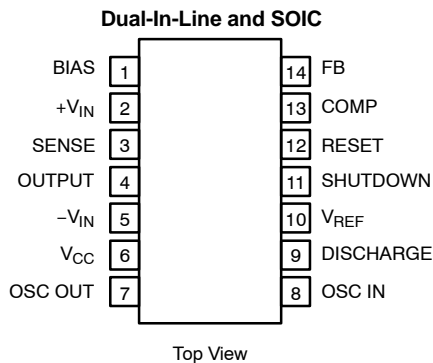 Dual-In-Line and SOIC
BIAS 1 14 FB
+VIN 2 13 COMP
SENSE 3 12 RESET
OUTPUT 4 11 SHUTDOWN
−VIN 5 10 VREF
VCC 6 9 DISCHARGE
OSC OUT 7 8 OSC IN
Top View